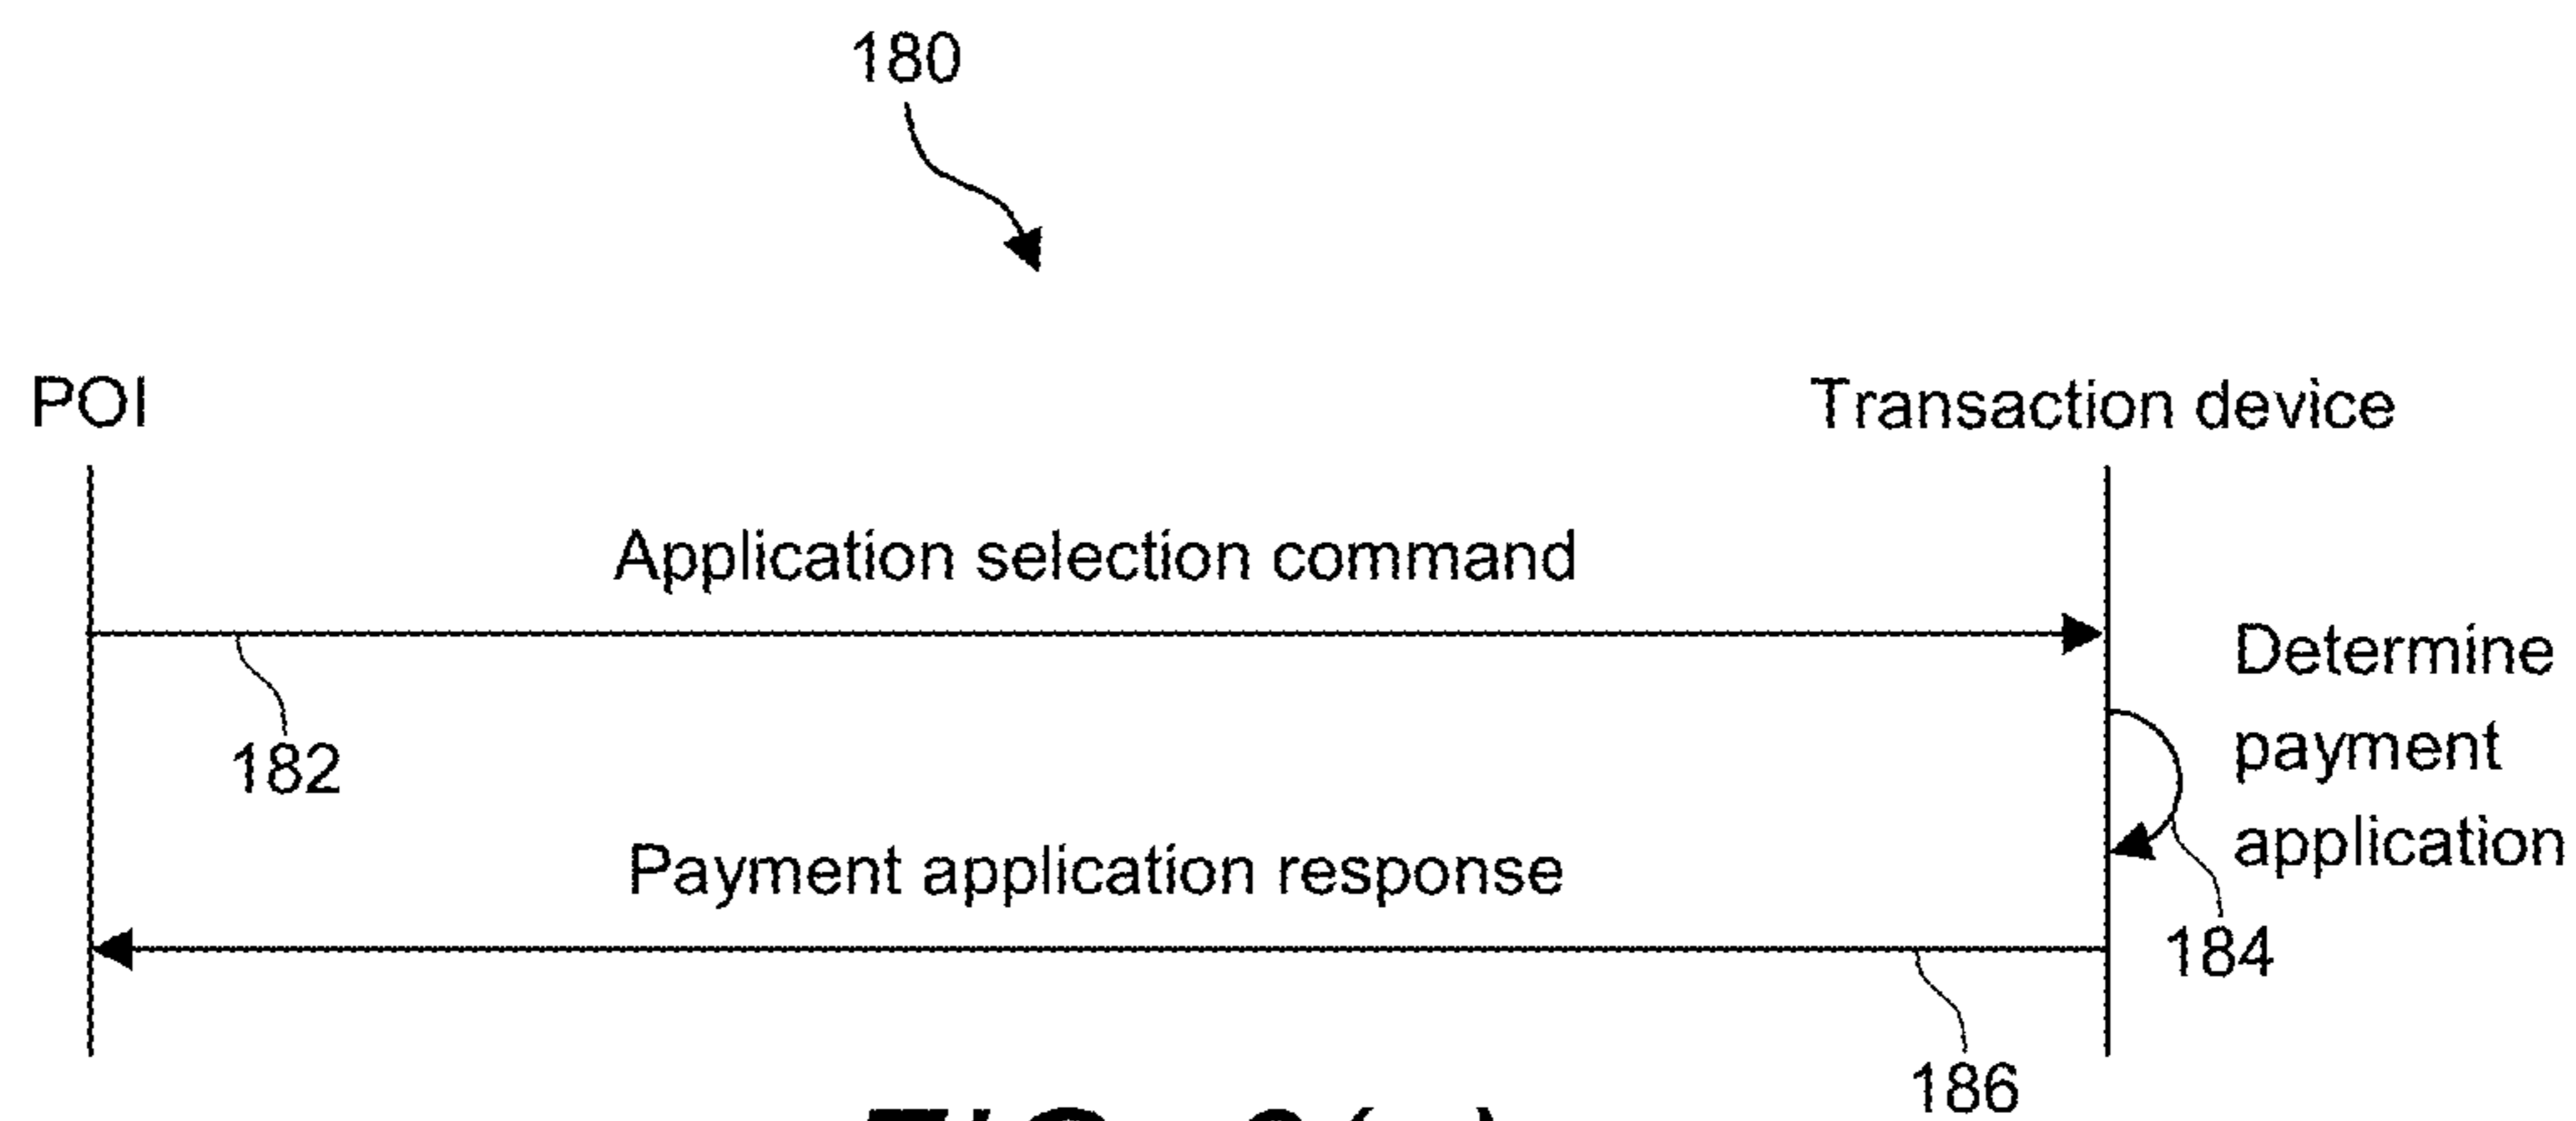 180
POI
Transaction device
Application selection command
Determine
payment
application
182
Payment application response
184
186